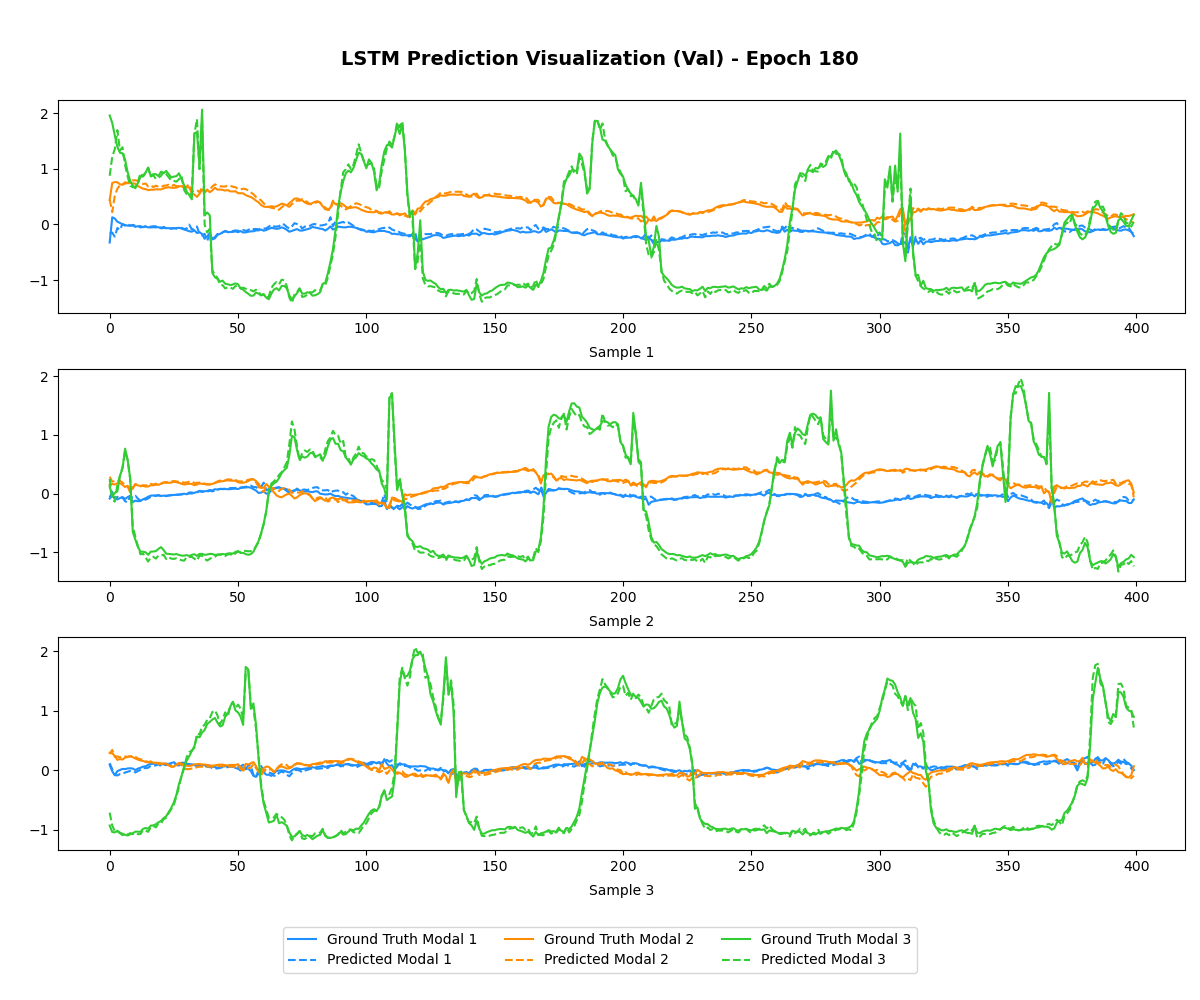 LSTM Prediction Visualization (Val) - Epoch 180
2
1
0
−1
0 50 100 150 200 250 300 350 400
Sample 1
2
1
0
−1
0 50 100 150 200 250 300 350 400
Sample 2
2
1
0
−1
0 50 100 150 200 250 300 350 400
Sample 3
Ground Truth Modal 1 Ground Truth Modal 2 Ground Truth Modal 3
Predicted Modal 1 Predicted Modal 2 Predicted Modal 3